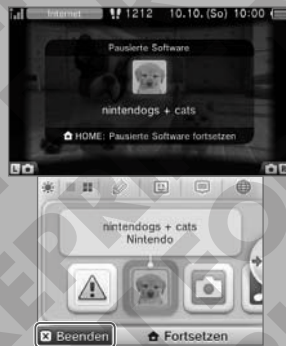 Internet 1212 10.10. (So) 10:00
Pausierte Software
nintendogs + cats
HOME: Pausierte Software fortsetzen
L R
nintendogs + cats
Nintendo
X Beenden Fortsetzen